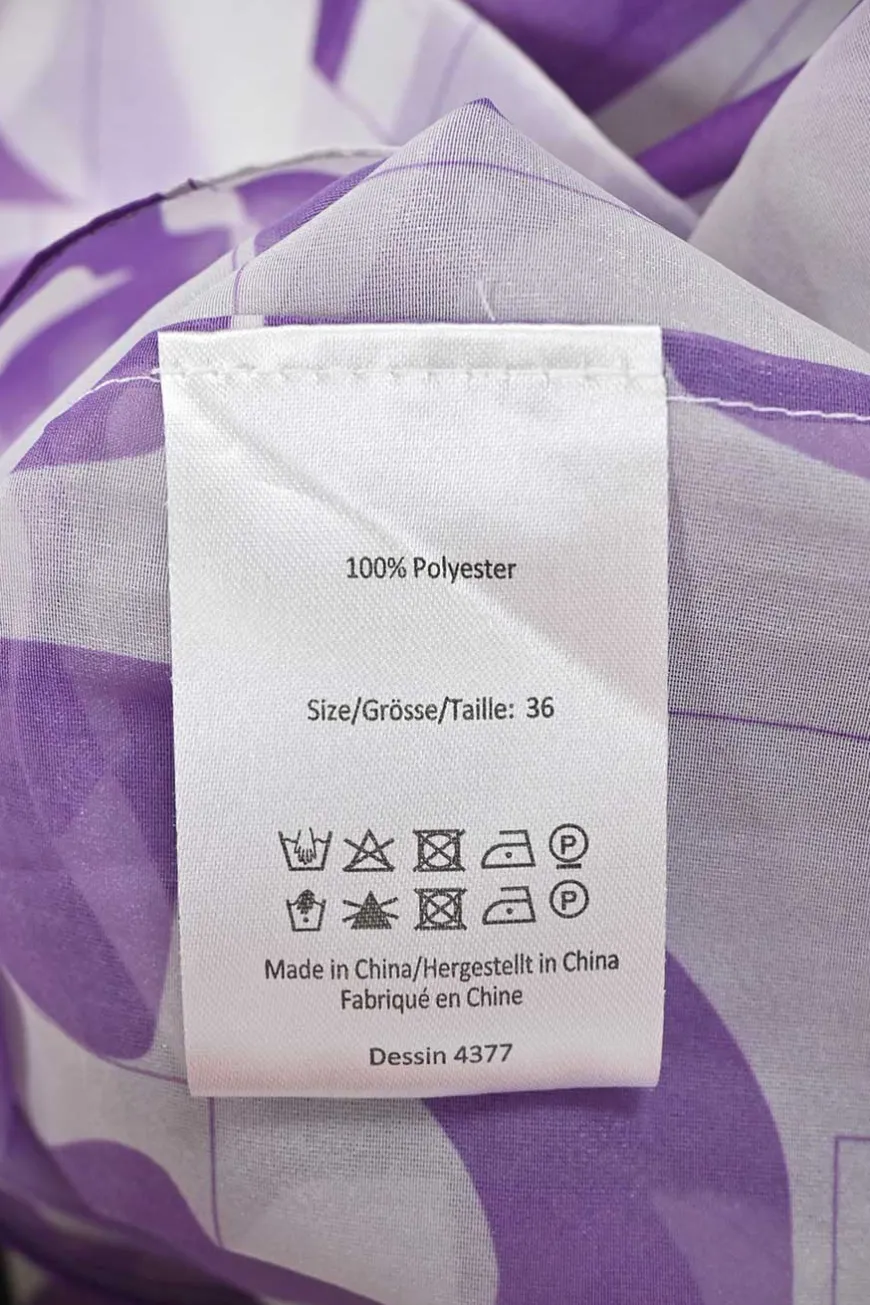 100% Polyester
Size/Grösse/Taille: 36
P
P
Made in China/Hergestellt in China
Fabriqué en Chine
Dessin 4377